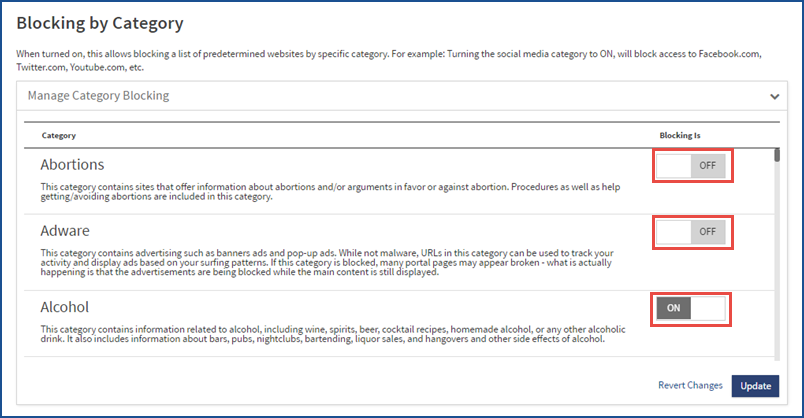 Blocking by Category
When turned on, this allows blocking a list of predetermined websites by specific category. For example: Turning the social media category to ON, will block access to Facebook.com,
Twitter.com, Youtube.com, etc.
Manage Category Blocking
Category Blocking Is
Abortions OFF
This category contains sites that offer information about abortions and/or arguments in favor or against abortion. Procedures as well as help
getting/avoiding abortions are included in this category.
Adware OFF
This category contains advertising such as banners ads and pop-up ads. While not malware, URLs in this category can be used to track your
activity and display ads based on your surfing patterns. If this category is blocked, many portal pages may appear broken - what is actually
happening is that the advertisements are being blocked while the main content is still displayed.
Alcohol ON
This category contains information related to alcohol, including wine, spirits, beer, cocktail recipes, homemade alcohol, or any other alcoholic
drink. It also includes information about bars, pubs, nightclubs, bartending, liquor sales, and hangovers and other side effects of alcohol.
Revert Changes Update